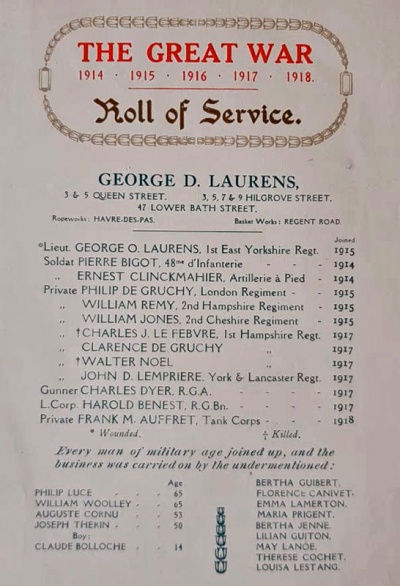 THE GREAT WAR
1914 · 1915 · 1916 · 1917 · 1918.
Roll of Service.
GEORGE D. LAURENS,
3 & 5 QUEEN STREET, 3, 5, 7 & 9 HILGROVE STREET,
47 LOWER BATH STREET,
Ropeworks: HAVRE-DES-PAS. Basket Works: REGENT ROAD.
Joined
*Lieut. GEORGE O. LAURENS, 1st East Yorkshire Regt. 1915
Soldat PIERRE BIGOT, 48me d'Infanterie - - - 1914
„ ERNEST CLINCKMAHIER, Artillerie à Pied - 1914
Private PHILIP DE GRUCHY, London Regiment - - 1915
„ WILLIAM REMY, 2nd Hampshire Regiment - 1915
„ WILLIAM JONES, 2nd Cheshire Regiment - 1915
„ †CHARLES J. LE FEBVRE, 1st Hampshire Regt. 1917
„ CLARENCE DE GRUCHY „ 1917
„ †WALTER NOEL „ 1917
„ JOHN D. LEMPRIERE, York & Lancaster Regt. 1917
Gunner CHARLES DYER, R.G.A. - - - - 1917
L.Corp. HAROLD BENEST, R.G.Bn. - - - - 1917
Private FRANK M. AUFFRET, Tank Corps - - - 1918
* Wounded. † Killed.
Every man of military age joined up, and the
business was carried on by the undermentioned:
Age
PHILIP LUCE - - - 65
WILLIAM WOOLLEY - - 65
AUGUSTE CORNU - - 53
JOSEPH THEKIN - - 50
Boy:
CLAUDE BOLLOCHE - - 14
BERTHA GUIBERT,
FLORENCE CANIVET,
EMMA LAMERTON,
MARIA PRIGENT,
BERTHA JENNE,
LILIAN GUITON,
MAY LANOE,
THERESE COCHET,
LOUISA LESTANG.